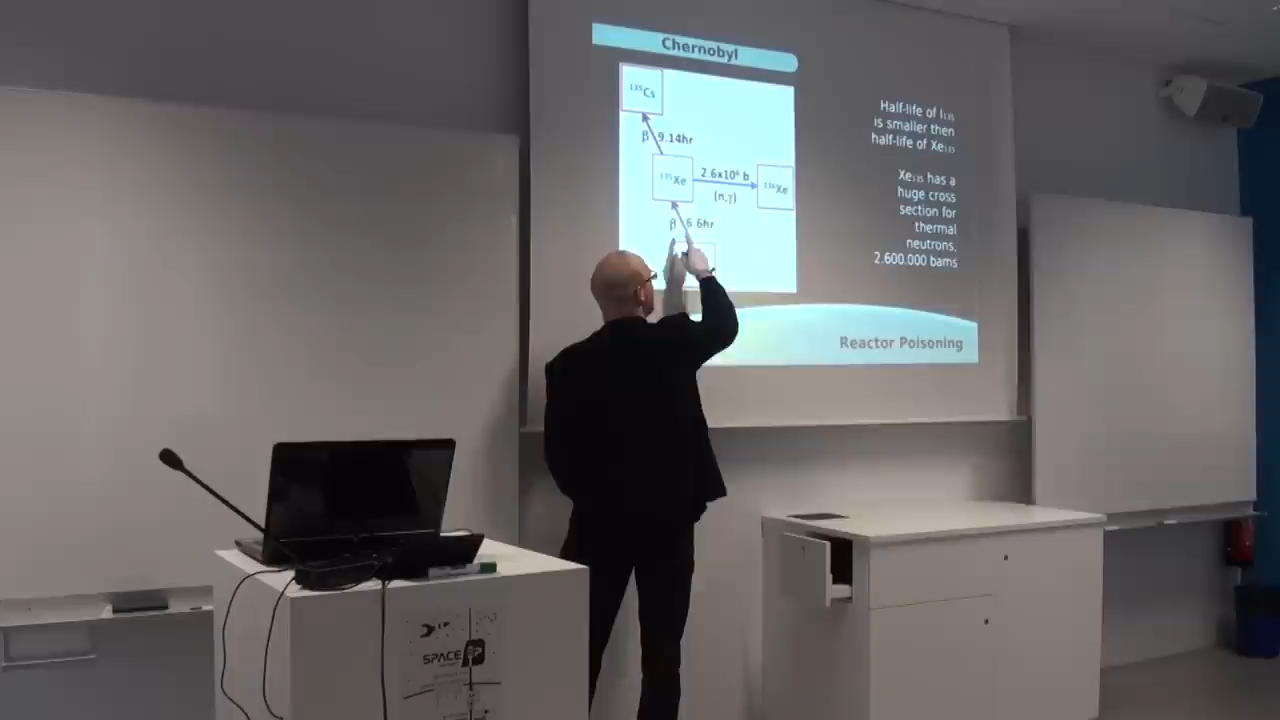 Chernobyl
¹³⁵Cs
β⁻ 9.14hr
¹³⁵Xe
2.6x10⁶ b
(n,γ)
¹³⁶Xe
β⁻ 6.6hr
Half-life of I₁₃₅
is smaller then
half-life of Xe₁₃₅
Xe₁₃₅ has a
huge cross
section for
thermal
neutrons,
2.600.000 barns
Reactor Poisoning
SPACE UP